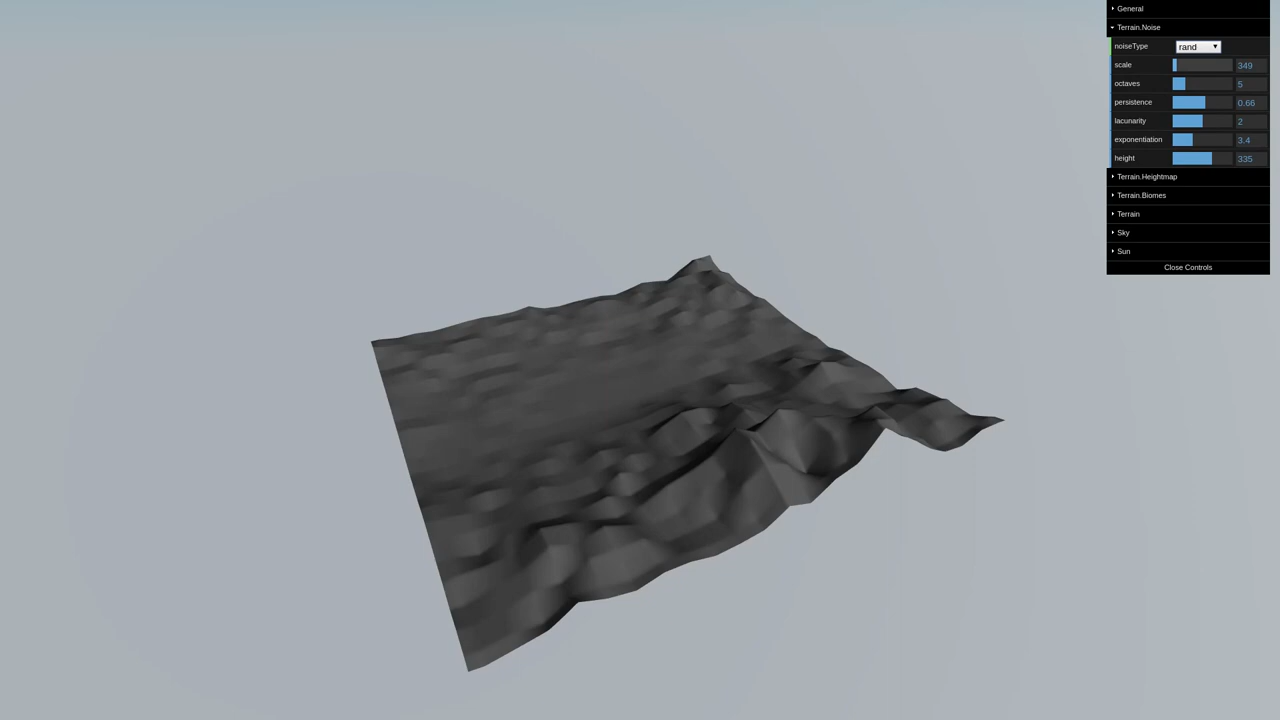 General
Terrain.Noise
noiseType rand
scale 349
octaves 5
persistence 0.66
lacunarity 2
exponentiation 3.4
height 335
Terrain.Heightmap
Terrain.Biomes
Terrain
Sky
Sun
Close Controls